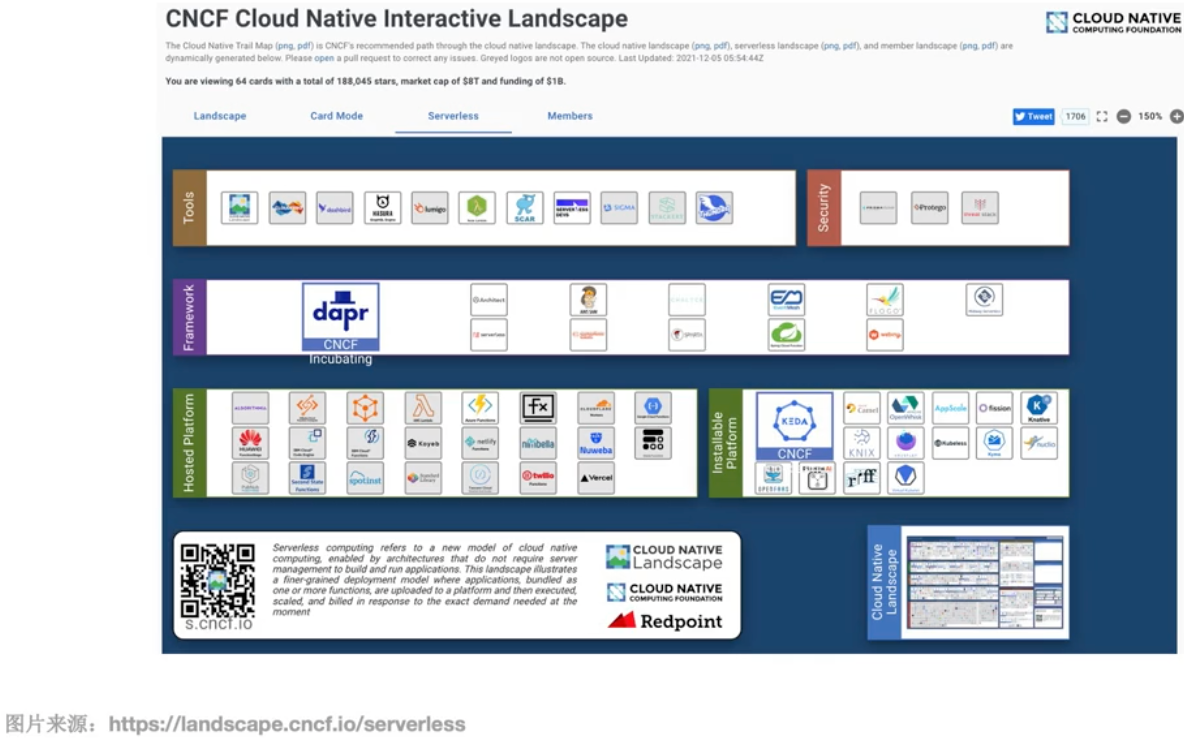 CNCF Cloud Native Interactive Landscape
CLOUD NATIVE
COMPUTING FOUNDATION
The Cloud Native Trail Map (png, pdf) is CNCF's recommended path through the cloud native landscape. The cloud native landscape (png, pdf), serverless landscape (png, pdf), and member landscape (png, pdf) are
dynamically generated below. Please open a pull request to correct any issues. Greyed logos are not open source. Last Updated: 2021-12-05 05:54:44Z
You are viewing 64 cards with a total of 188,045 stars, market cap of $8T and funding of $1B.
Landscape Card Mode Serverless Members
Tweet 1706 150%
Tools
dashbird
HASURA
lumigo
SCAR
SIGMA
Security
Protego
Framework
dapr
CNCF
Incubating
Architect
serverless
FLOGO
Hosted Platform
ALGORITHMIA
fx
HUAWEI
Koyeb
netlify
nimbella
Nuweba
Second State
Functions
spotinst
Standard
Library
twilio
Functions
Vercel
Installable
Platform
KEDA
CNCF
Camel
OpenWhisk
AppScale
fission
Knative
KNIX
Kubeless
Kyma
nuclio
OPENFAAS
riff
s.cncf.io
Serverless computing refers to a new model of cloud native
computing, enabled by architectures that do not require server
management to build and run applications. This landscape illustrates
a finer-grained deployment model where applications, bundled as
one or more functions, are uploaded to a platform and then executed,
scaled, and billed in response to the exact demand needed at the
moment
CLOUD NATIVE
Landscape
CLOUD NATIVE
COMPUTING FOUNDATION
Redpoint
Cloud Native
Landscape
图片来源：https://landscape.cncf.io/serverless